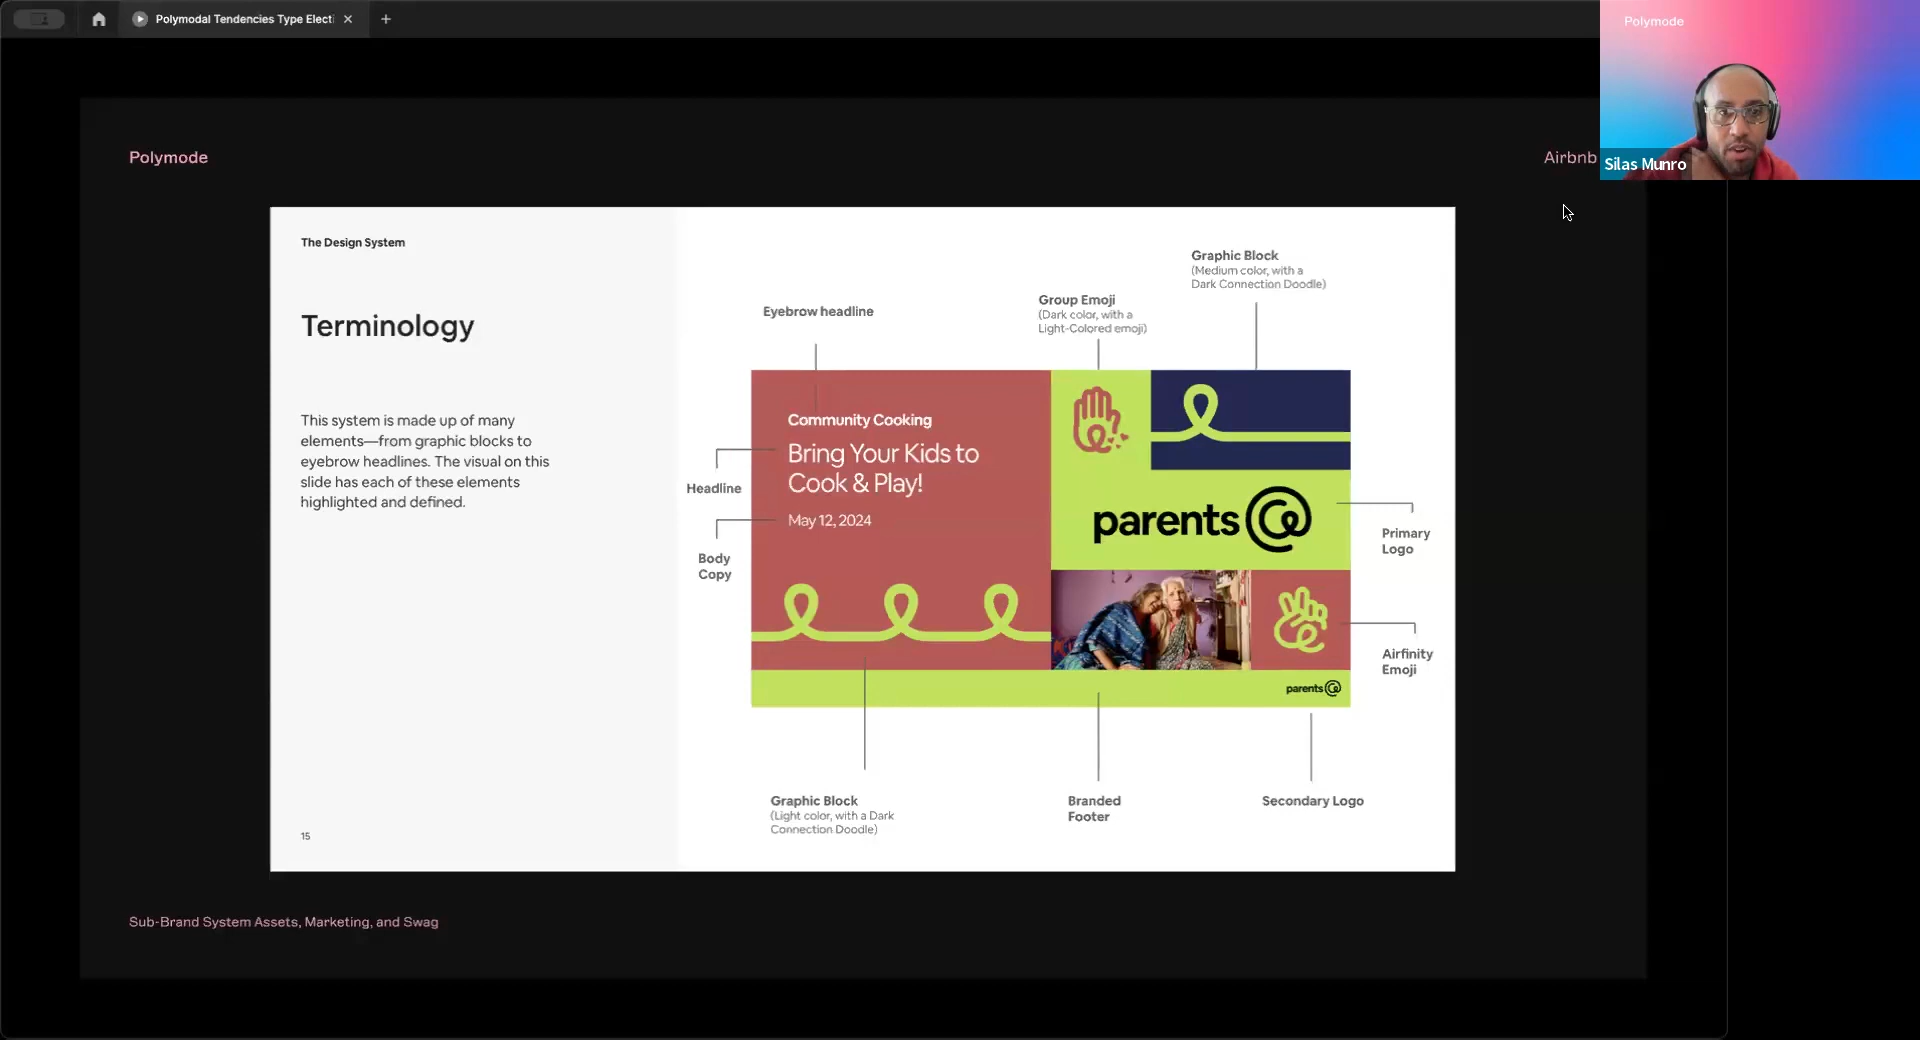 Polymodal Tendencies Type Electi
Polymode
Silas Munro
Polymode
Airbnb
The Design System
Terminology
This system is made up of many
elements—from graphic blocks to
eyebrow headlines. The visual on this
slide has each of these elements
highlighted and defined.
15
Eyebrow headline
Group Emoji
(Dark color, with a
Light-Colored emoji)
Graphic Block
(Medium color, with a
Dark Connection Doodle)
Headline
Body
Copy
Community Cooking
Bring Your Kids to
Cook & Play!
May 12, 2024
parents@
Primary
Logo
Airfinity
Emoji
parents@
Graphic Block
(Light color, with a Dark
Connection Doodle)
Branded
Footer
Secondary Logo
Sub-Brand System Assets, Marketing, and Swag